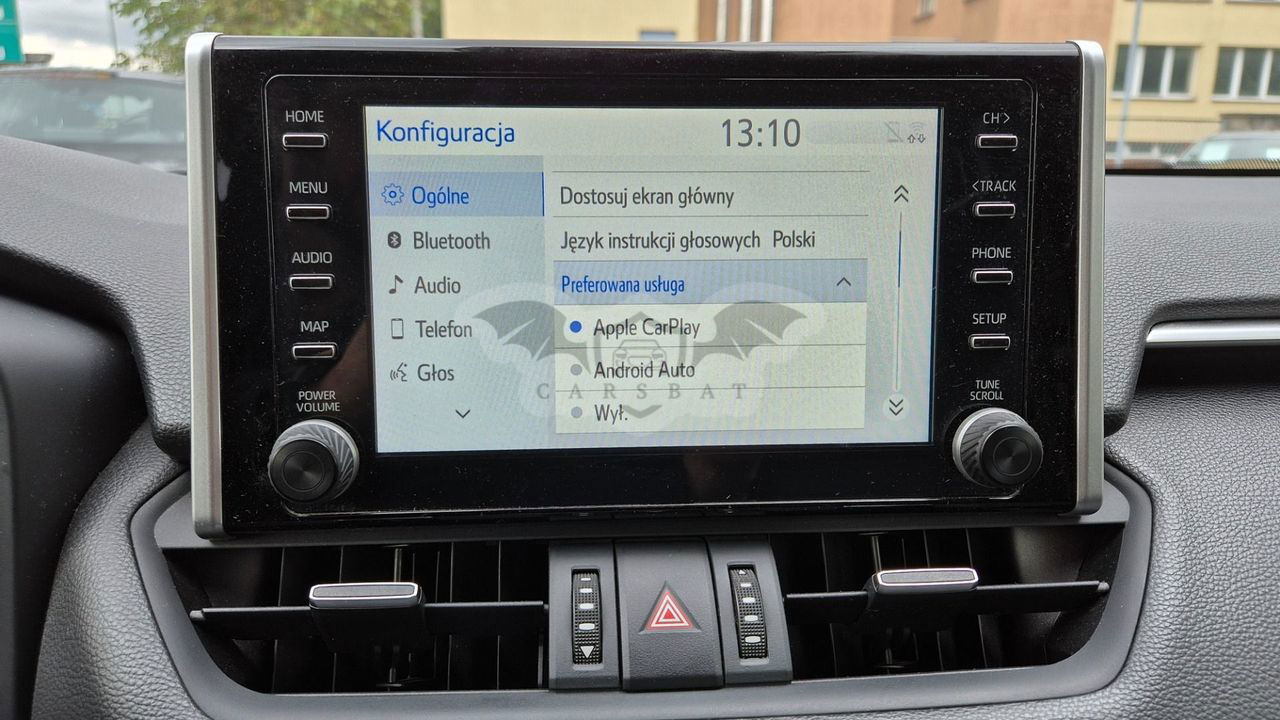 HOME
MENU
AUDIO
MAP
POWER
VOLUME
Konfiguracja 13:10
Ogólne
Bluetooth
Audio
Telefon
Głos
Dostosuj ekran główny
Język instrukcji głosowych Polski
Preferowana usługa
Apple CarPlay
Android Auto
Wył.
CARSBAT
CH>
<TRACK
PHONE
SETUP
TUNE
SCROLL